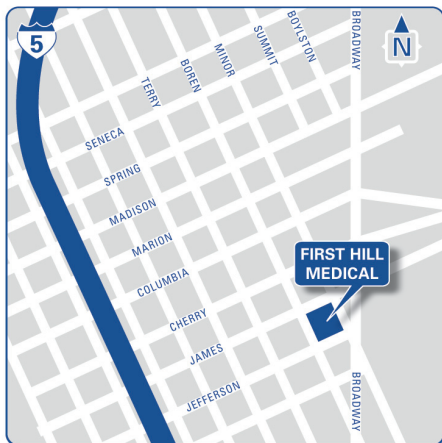 5
TERRY
BOREN
MINOR
SUMMIT
BOYLSTON
BROADWAY
N
SENECA
SPRING
MADISON
MARION
COLUMBIA
CHERRY
JAMES
JEFFERSON
FIRST HILL
MEDICAL
BROADWAY